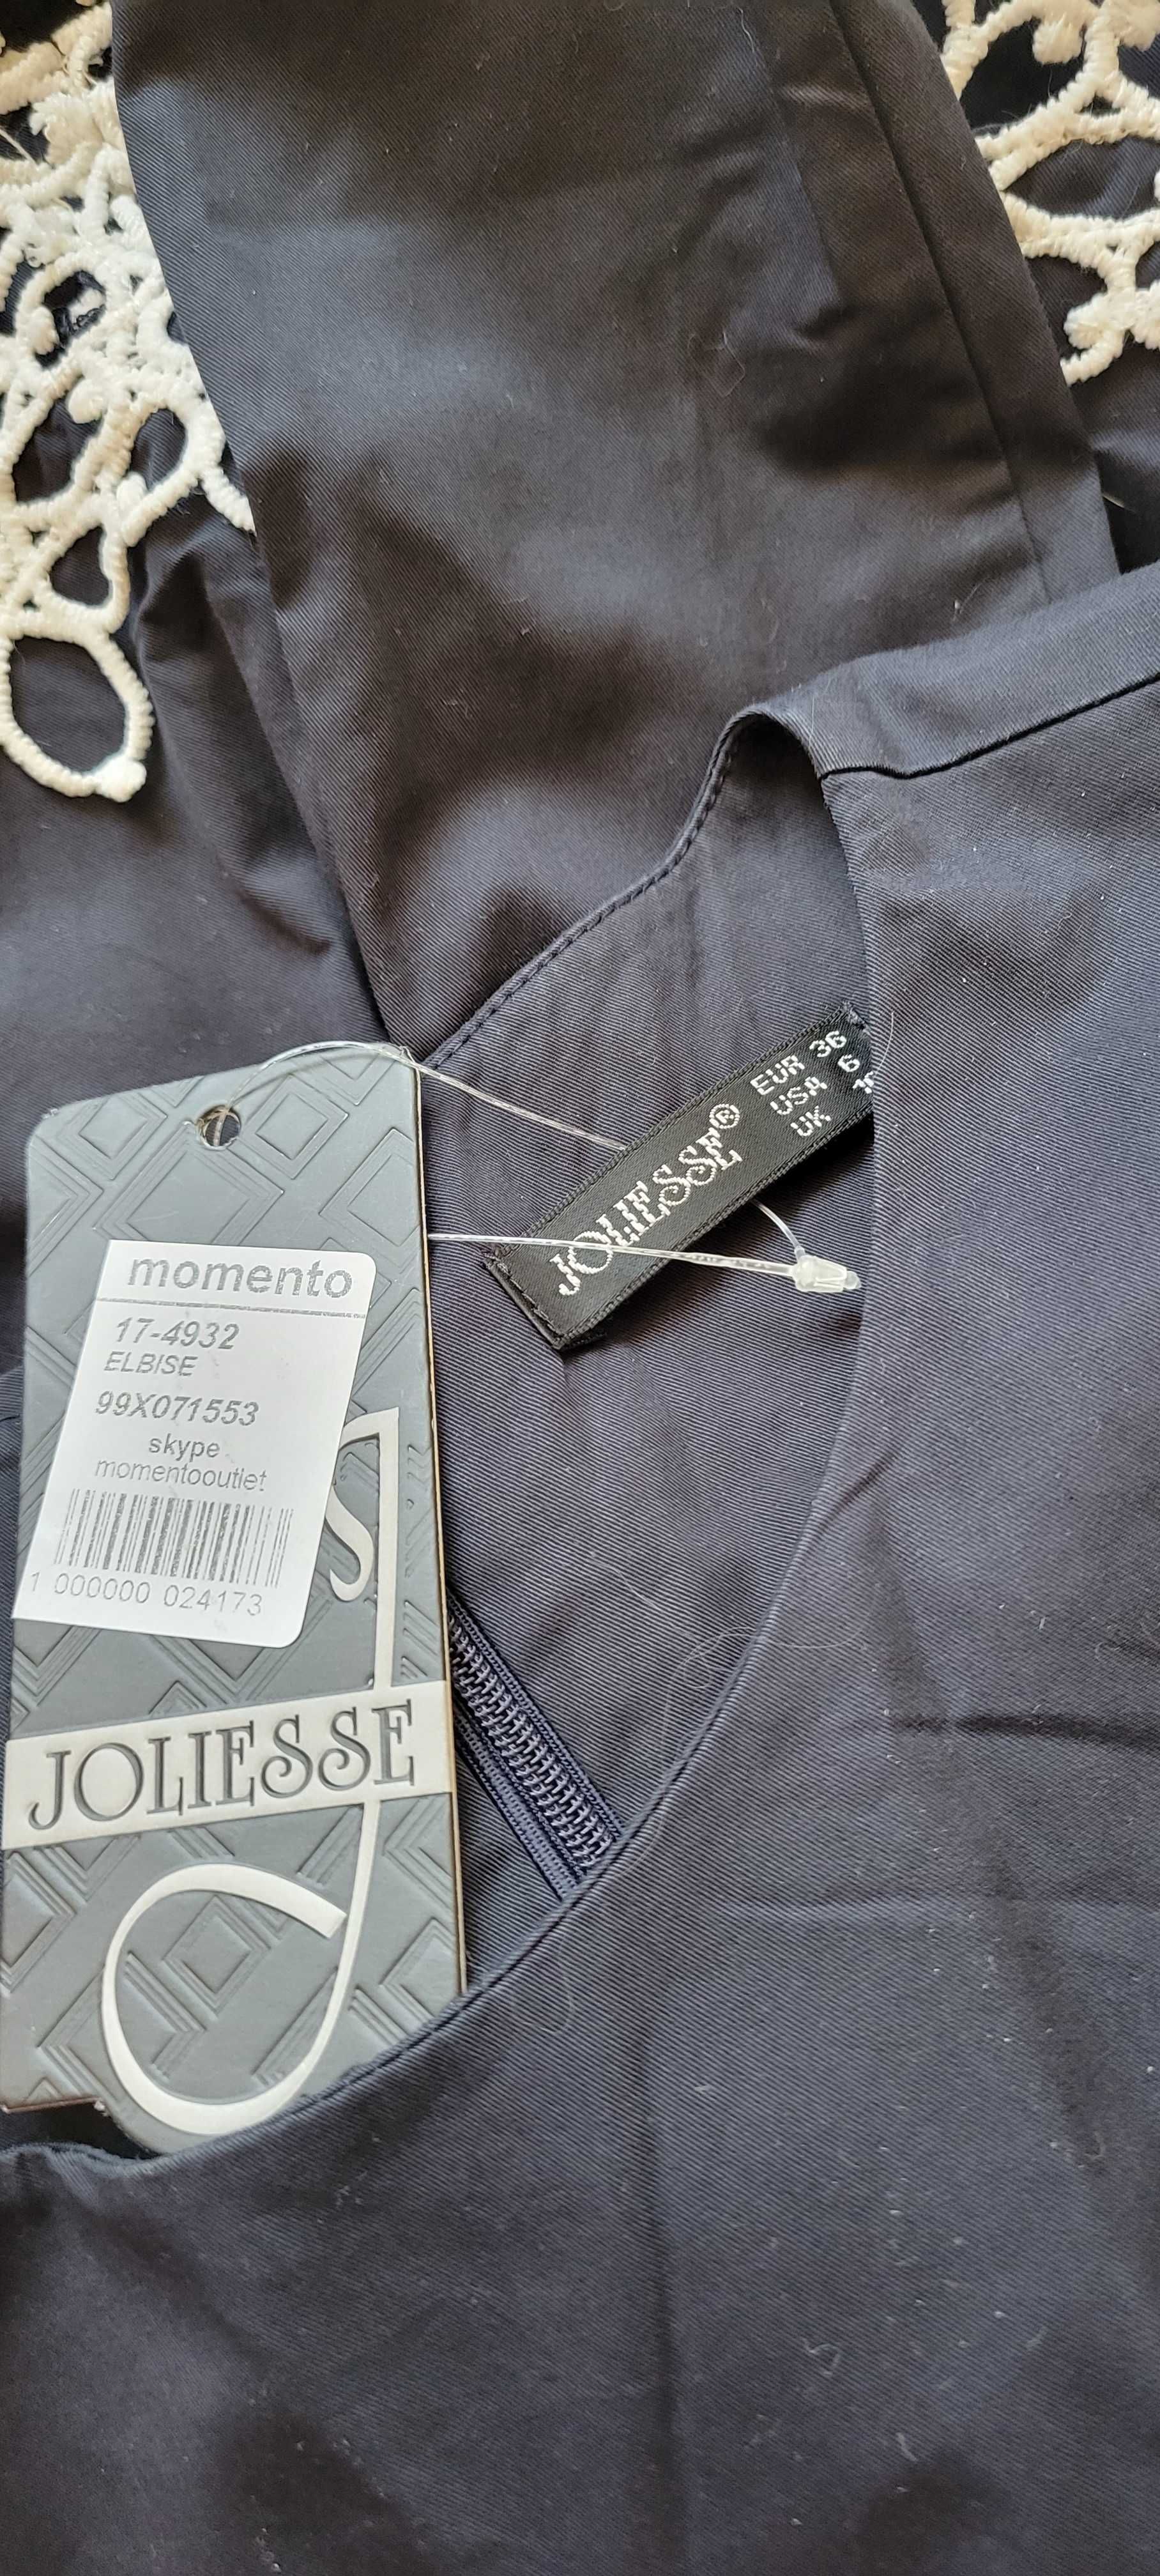 EUR 36
USA 6
UK
JOLIESSE®
momento
17-4932
ELBISE
99X071553
skype
momentooutlet
1 000000 024173
JOLIESSE